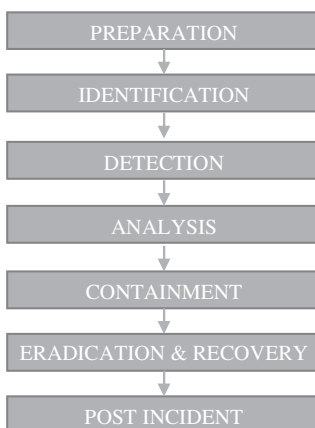 PREPARATION
IDENTIFICATION
DETECTION
ANALYSIS
CONTAINMENT
ERADICATION & RECOVERY
POST INCIDENT